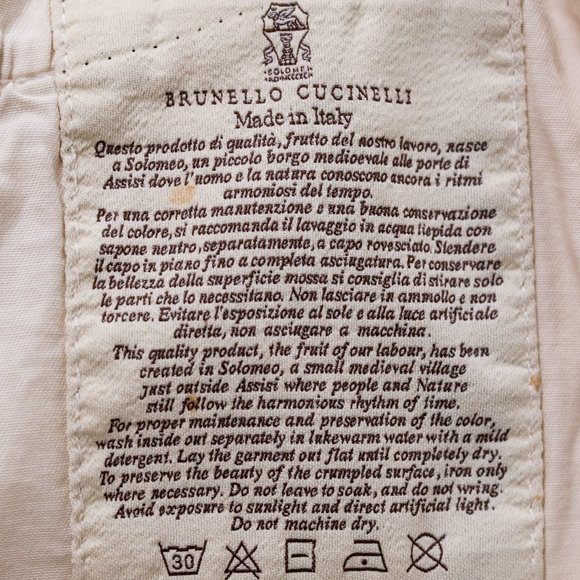 SOLOMEI
AD·MCCCXCI
BRUNELLO CUCINELLI
Made in Italy
Questo prodotto di qualità, frutto del nostro lavoro, nasce
a Solomeo, un piccolo borgo medioevale alle porte di
Assisi dove l'uomo e la natura conoscono ancora i ritmi
armoniosi del tempo.
Per una corretta manutenzione e una buona conservazione
del colore, si raccomanda il lavaggio in acqua tiepida con
sapone neutro, separatamente, a capo rovesciato. Stendere
il capo in piano fino a completa asciugatura. Per conservare
la bellezza della superficie mossa si consiglia di stirare solo
le parti che lo necessitano. Non lasciare in ammollo e non
torcere. Evitare l'esposizione al sole e alla luce artificiale
diretta, non asciugare a macchina.
This quality product, the fruit of our labour, has been
created in Solomeo, a small medieval village
just outside Assisi where people and Nature
still follow the harmonious rhythm of time.
For proper maintenance and preservation of the color,
wash inside out separately in lukewarm water with a mild
detergent. Lay the garment out flat until completely dry.
To preserve the beauty of the crumpled surface, iron only
where necessary. Do not leave to soak, and do not wring.
Avoid exposure to sunlight and direct artificial light.
Do not machine dry.
30